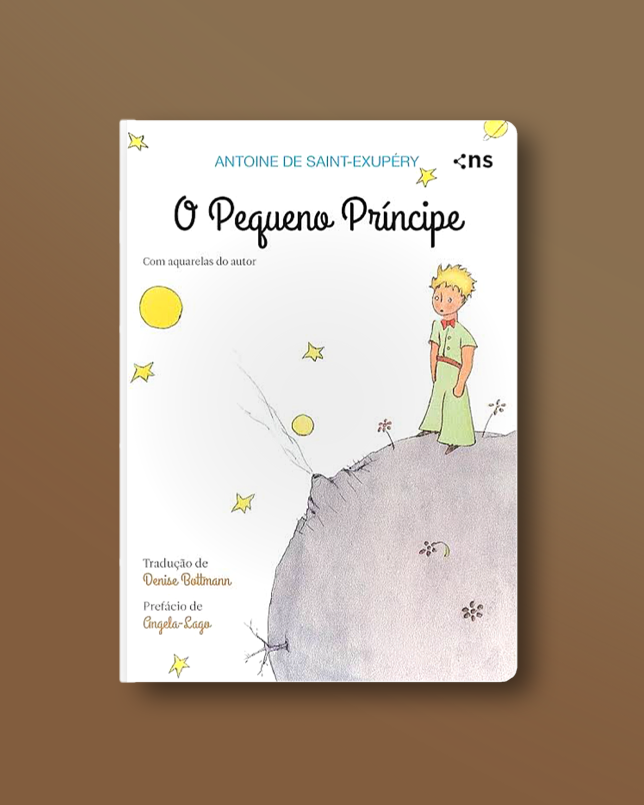 ANTOINE DE SAINT-EXUPÉRY
ns
O Pequeno Príncipe
Com aquarelas do autor
Tradução de
Denise Bottmann
Prefácio de
Angela-Lago